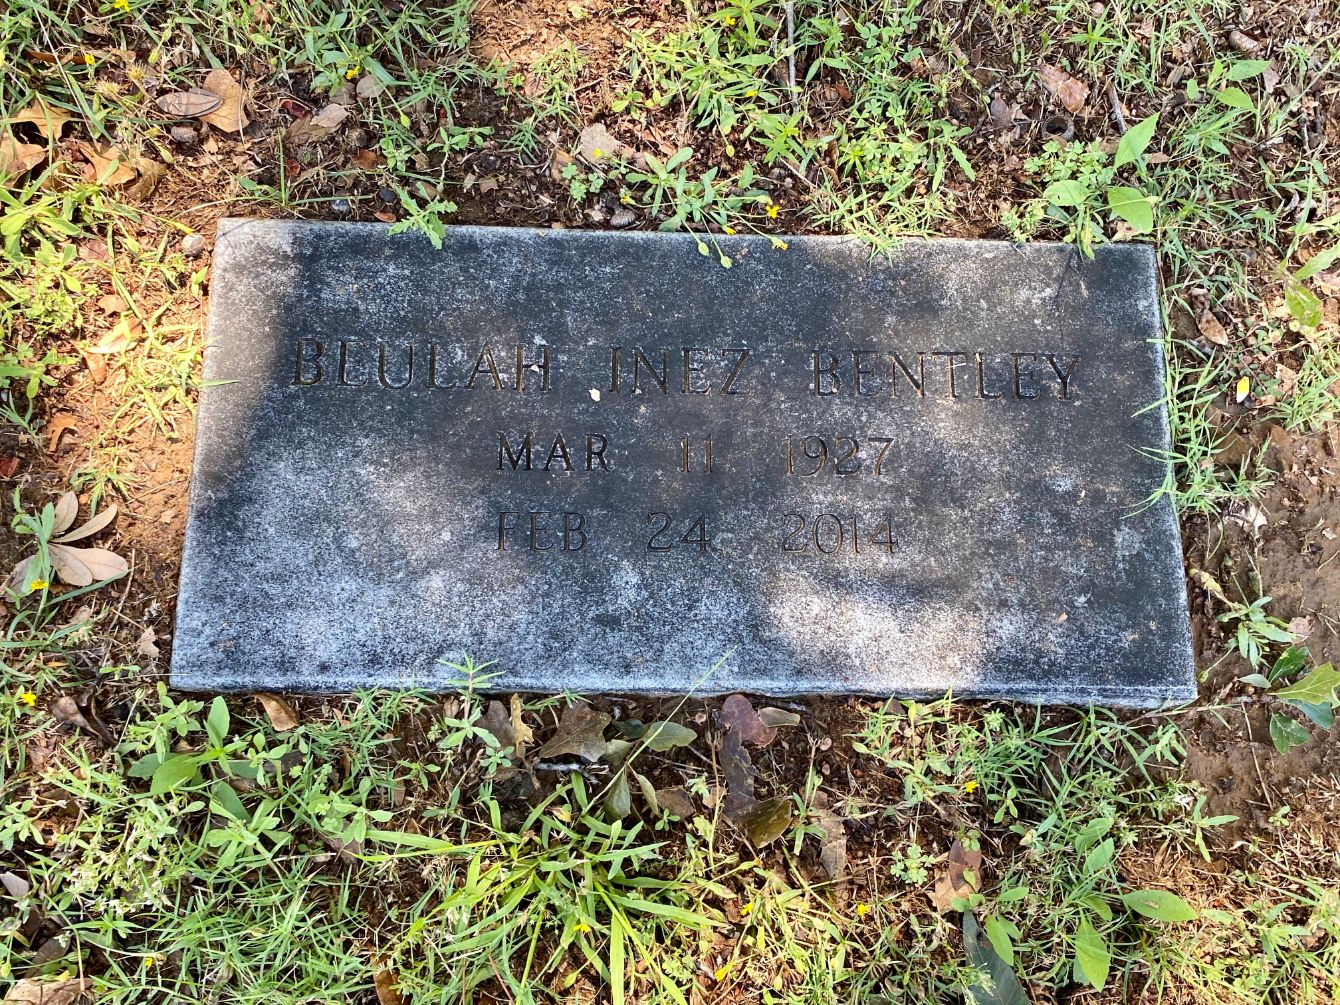 BEULAH INEZ BENTLEY
MAR 11 1927
FEB 24 2014